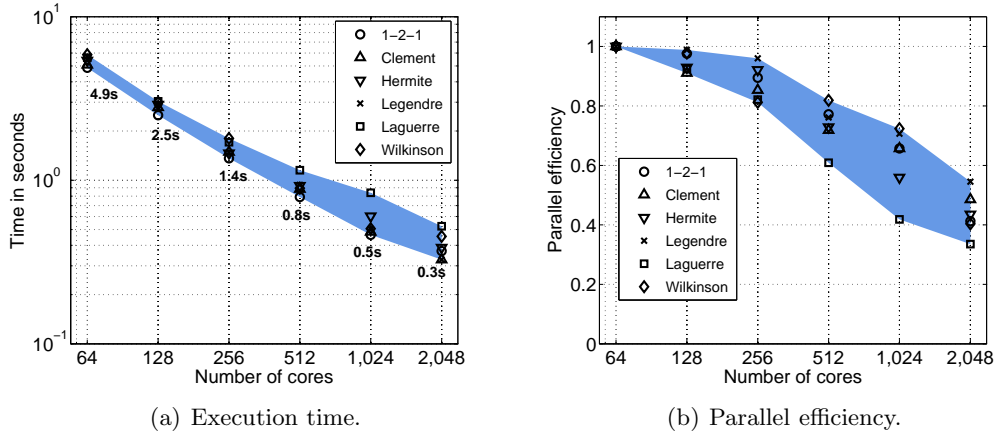 10^1
10^0
10^-1
Time in seconds
1−2−1
Clement
Hermite
Legendre
Laguerre
Wilkinson
4.9s
2.5s
1.4s
0.8s
0.5s
0.3s
64 128 256 512 1,024 2,048
Number of cores
(a) Execution time.
1
0.8
0.6
0.4
0.2
0
Parallel efficiency
1−2−1
Clement
Hermite
Legendre
Laguerre
Wilkinson
64 128 256 512 1,024 2,048
Number of cores
(b) Parallel efficiency.